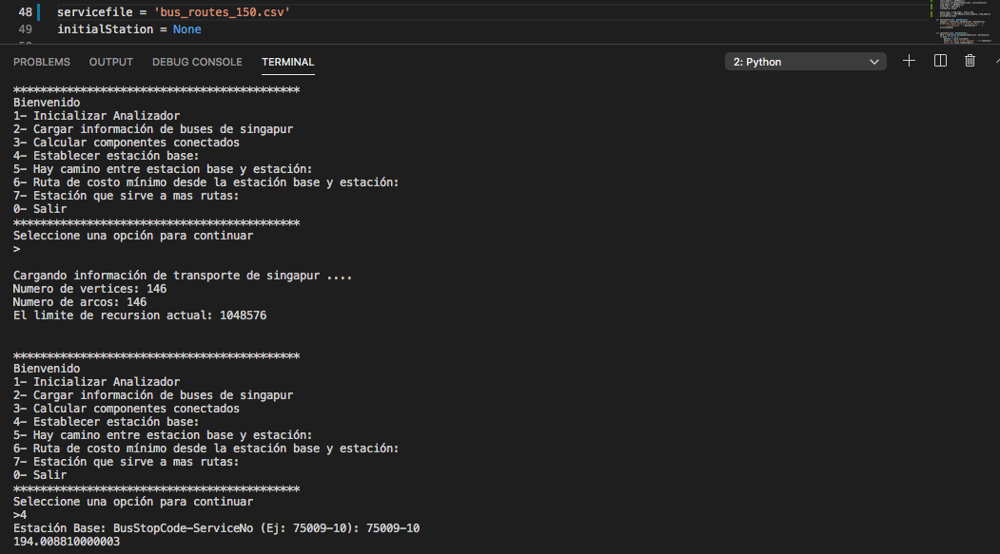 48 servicefile = 'bus_routes_150.csv'
49 initialStation = None
PROBLEMS OUTPUT DEBUG CONSOLE TERMINAL 2: Python
*******************************************
Bienvenido
1- Inicializar Analizador
2- Cargar información de buses de singapur
3- Calcular componentes conectados
4- Establecer estación base:
5- Hay camino entre estacion base y estación:
6- Ruta de costo mínimo desde la estación base y estación:
7- Estación que sirve a mas rutas:
0- Salir
*******************************************
Seleccione una opción para continuar
>
Cargando información de transporte de singapur ....
Numero de vertices: 146
Numero de arcos: 146
El limite de recursion actual: 1048576
*******************************************
Bienvenido
1- Inicializar Analizador
2- Cargar información de buses de singapur
3- Calcular componentes conectados
4- Establecer estación base:
5- Hay camino entre estacion base y estación:
6- Ruta de costo mínimo desde la estación base y estación:
7- Estación que sirve a mas rutas:
0- Salir
*******************************************
Seleccione una opción para continuar
>4
Estación Base: BusStopCode-ServiceNo (Ej: 75009-10): 75009-10
194.008810000003